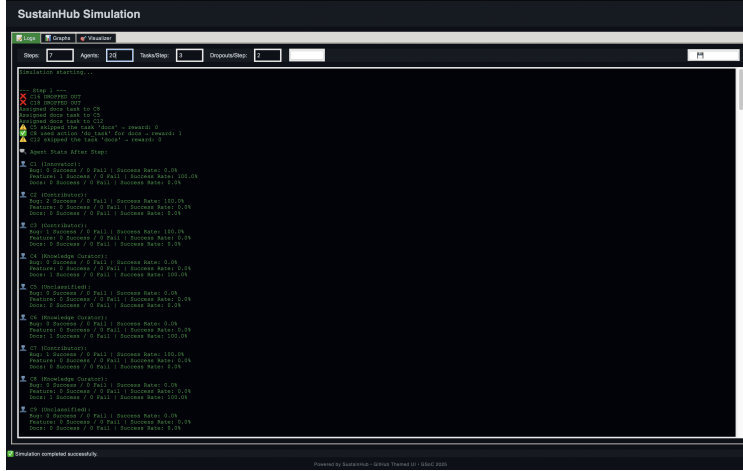 SustainHub Simulation
Logs Graphs Visualizer
Steps: 7 Agents: 20 Tasks/Step: 3 Dropouts/Step: 2
Simulation starting...
--- Step 1 ---
❌ C16 DROPPED OUT
❌ C18 DROPPED OUT
Assigned docs task to C8
Assigned docs task to C5
Assigned docs task to C12
⚠️ C5 skipped the task 'docs' → reward: 0
✅ C8 used action 'do_task' for docs → reward: 1
⚠️ C12 skipped the task 'docs' → reward: 0
Agent Stats After Step:
C1 (Innovator):
Bug: 0 Success / 0 Fail | Success Rate: 0.0%
Feature: 1 Success / 0 Fail | Success Rate: 100.0%
Docs: 0 Success / 0 Fail | Success Rate: 0.0%
C2 (Contributor):
Bug: 2 Success / 0 Fail | Success Rate: 100.0%
Feature: 0 Success / 0 Fail | Success Rate: 0.0%
Docs: 0 Success / 0 Fail | Success Rate: 0.0%
C3 (Contributor):
Bug: 1 Success / 0 Fail | Success Rate: 100.0%
Feature: 0 Success / 0 Fail | Success Rate: 0.0%
Docs: 0 Success / 0 Fail | Success Rate: 0.0%
C4 (Knowledge Curator):
Bug: 0 Success / 0 Fail | Success Rate: 0.0%
Feature: 0 Success / 0 Fail | Success Rate: 0.0%
Docs: 1 Success / 0 Fail | Success Rate: 100.0%
C5 (Unclassified):
Bug: 0 Success / 0 Fail | Success Rate: 0.0%
Feature: 0 Success / 0 Fail | Success Rate: 0.0%
Docs: 0 Success / 0 Fail | Success Rate: 0.0%
C6 (Knowledge Curator):
Bug: 0 Success / 0 Fail | Success Rate: 0.0%
Feature: 0 Success / 0 Fail | Success Rate: 0.0%
Docs: 1 Success / 0 Fail | Success Rate: 100.0%
C7 (Contributor):
Bug: 1 Success / 0 Fail | Success Rate: 100.0%
Feature: 0 Success / 0 Fail | Success Rate: 0.0%
Docs: 0 Success / 0 Fail | Success Rate: 0.0%
C8 (Knowledge Curator):
Bug: 0 Success / 0 Fail | Success Rate: 0.0%
Feature: 0 Success / 0 Fail | Success Rate: 0.0%
Docs: 1 Success / 0 Fail | Success Rate: 100.0%
C9 (Unclassified):
Bug: 0 Success / 0 Fail | Success Rate: 0.0%
Feature: 0 Success / 0 Fail | Success Rate: 0.0%
Docs: 0 Success / 0 Fail | Success Rate: 0.0%
✅ Simulation completed successfully.
Powered by SustainHub · GitHub Themed UI · GSoC 2025